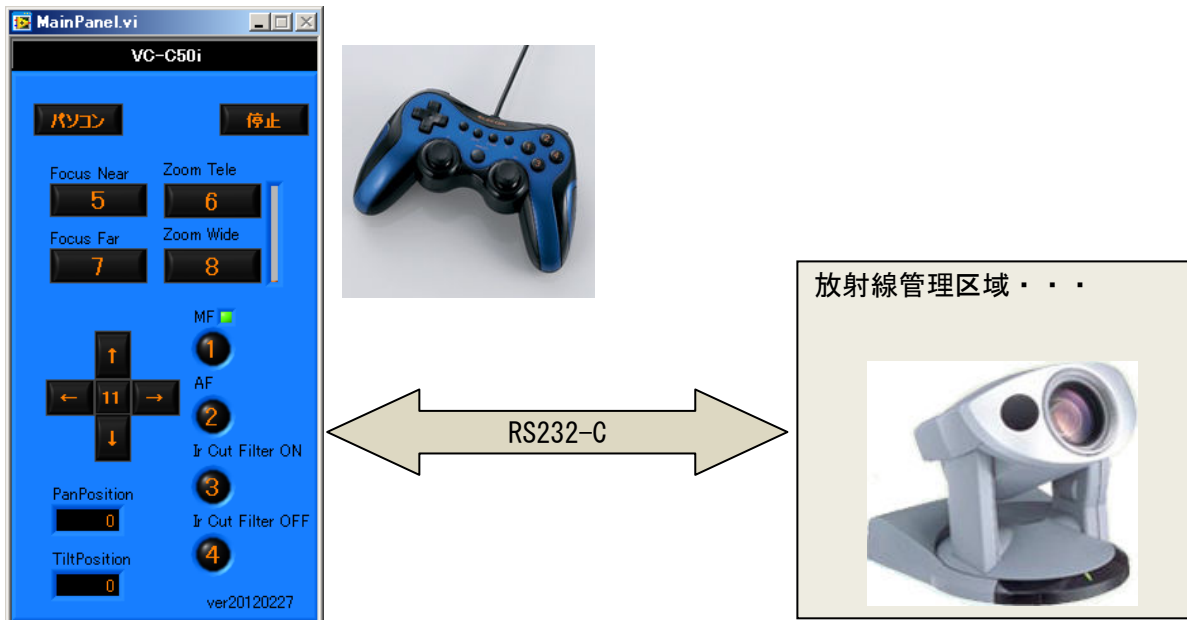 MainPanel.vi
VC-C50i
パソコン
停止
Focus Near
Zoom Tele
5
6
Focus Far
Zoom Wide
7
8
MF
1
↑
AF
← 11 →
2
↓
Ir Cut Filter ON
3
PanPosition
0
Ir Cut Filter OFF
4
TiltPosition
0
ver20120227
RS232-C
放射線管理区域・・・